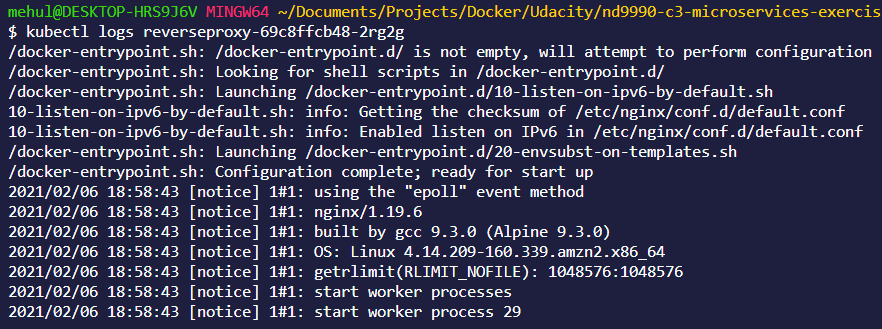 mehul@DESKTOP-HRS9J6V MINGW64 ~/Documents/Projects/Docker/Udacity/nd9990-c3-microservices-exercis
$ kubectl logs reverseproxy-69c8ffcb48-2rg2g
/docker-entrypoint.sh: /docker-entrypoint.d/ is not empty, will attempt to perform configuration
/docker-entrypoint.sh: Looking for shell scripts in /docker-entrypoint.d/
/docker-entrypoint.sh: Launching /docker-entrypoint.d/10-listen-on-ipv6-by-default.sh
10-listen-on-ipv6-by-default.sh: info: Getting the checksum of /etc/nginx/conf.d/default.conf
10-listen-on-ipv6-by-default.sh: info: Enabled listen on IPv6 in /etc/nginx/conf.d/default.conf
/docker-entrypoint.sh: Launching /docker-entrypoint.d/20-envsubst-on-templates.sh
/docker-entrypoint.sh: Configuration complete; ready for start up
2021/02/06 18:58:43 [notice] 1#1: using the "epoll" event method
2021/02/06 18:58:43 [notice] 1#1: nginx/1.19.6
2021/02/06 18:58:43 [notice] 1#1: built by gcc 9.3.0 (Alpine 9.3.0)
2021/02/06 18:58:43 [notice] 1#1: OS: Linux 4.14.209-160.339.amzn2.x86_64
2021/02/06 18:58:43 [notice] 1#1: getrlimit(RLIMIT_NOFILE): 1048576:1048576
2021/02/06 18:58:43 [notice] 1#1: start worker processes
2021/02/06 18:58:43 [notice] 1#1: start worker process 29